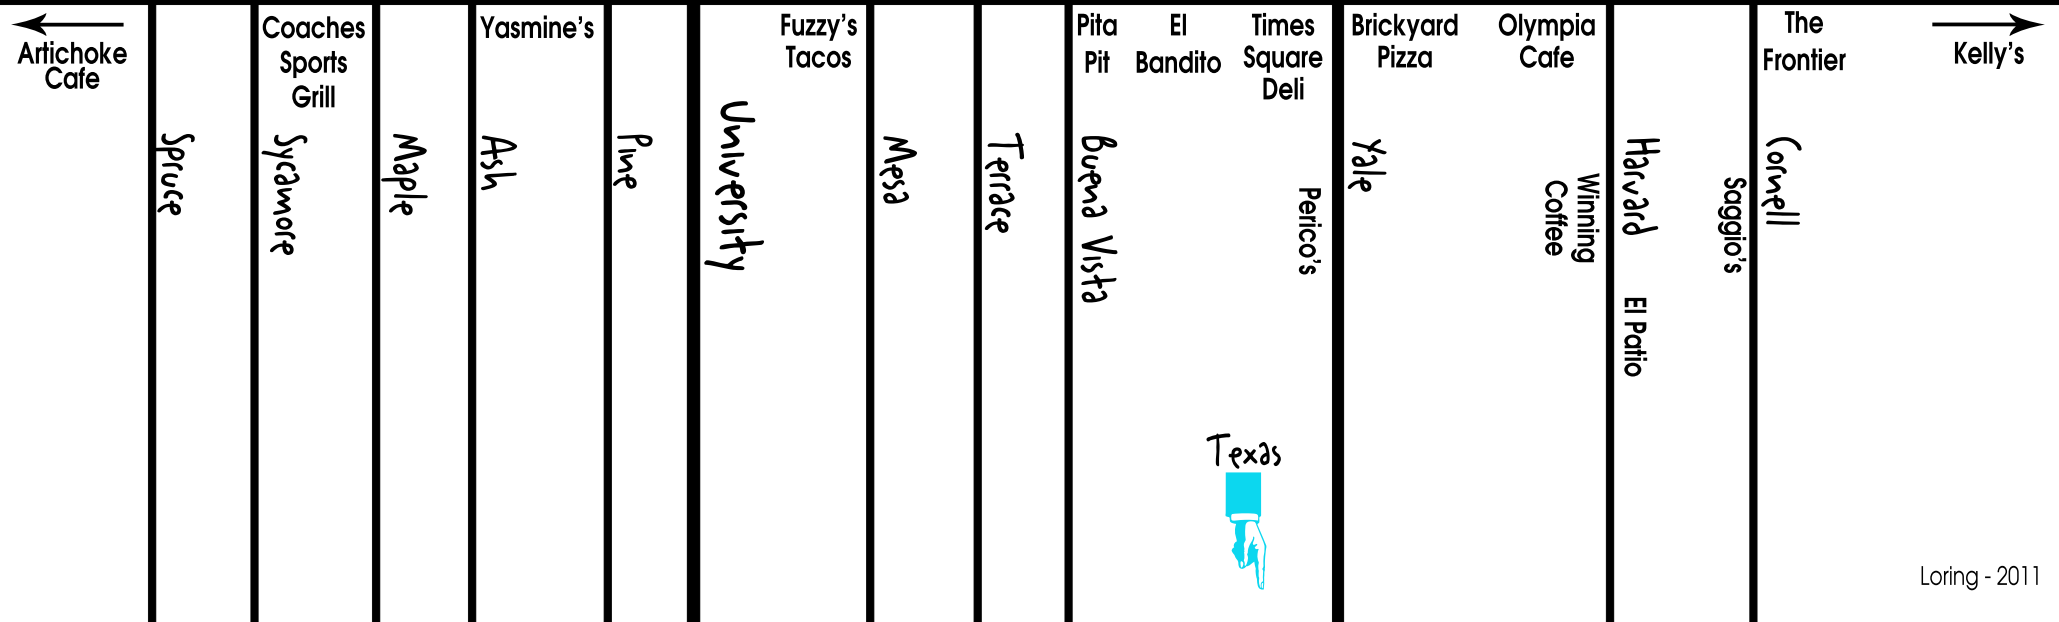 Artichoke
Cafe
Spruce
Coaches
Sports
Grill
Sycamore
Maple
Yasmine's
Ash
Pine
University
Fuzzy's
Tacos
Mesa
Terrace
Pita
Pit
Buena Vista
El
Bandito
Times
Square
Deli
Perico's
Texas
Brickyard
Pizza
Yale
Olympia
Cafe
Winning
Coffee
Harvard
El Patio
Saggio's
The
Frontier
Cornell
Kelly's
Loring - 2011